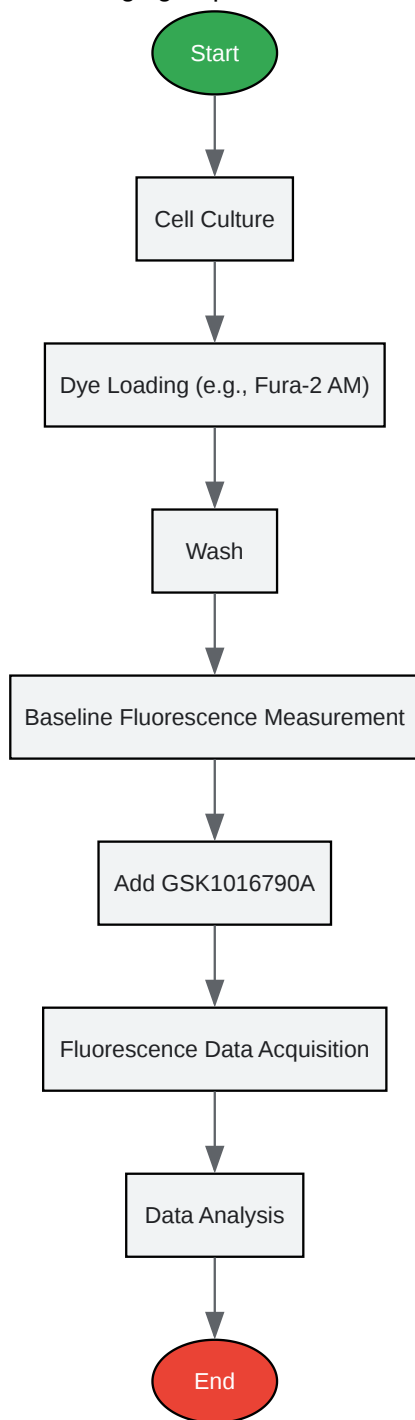 Start
Cell Culture
Dye Loading (e.g., Fura-2 AM)
Wash
Baseline Fluorescence Measurement
Add GSK1016790A
Fluorescence Data Acquisition
Data Analysis
End